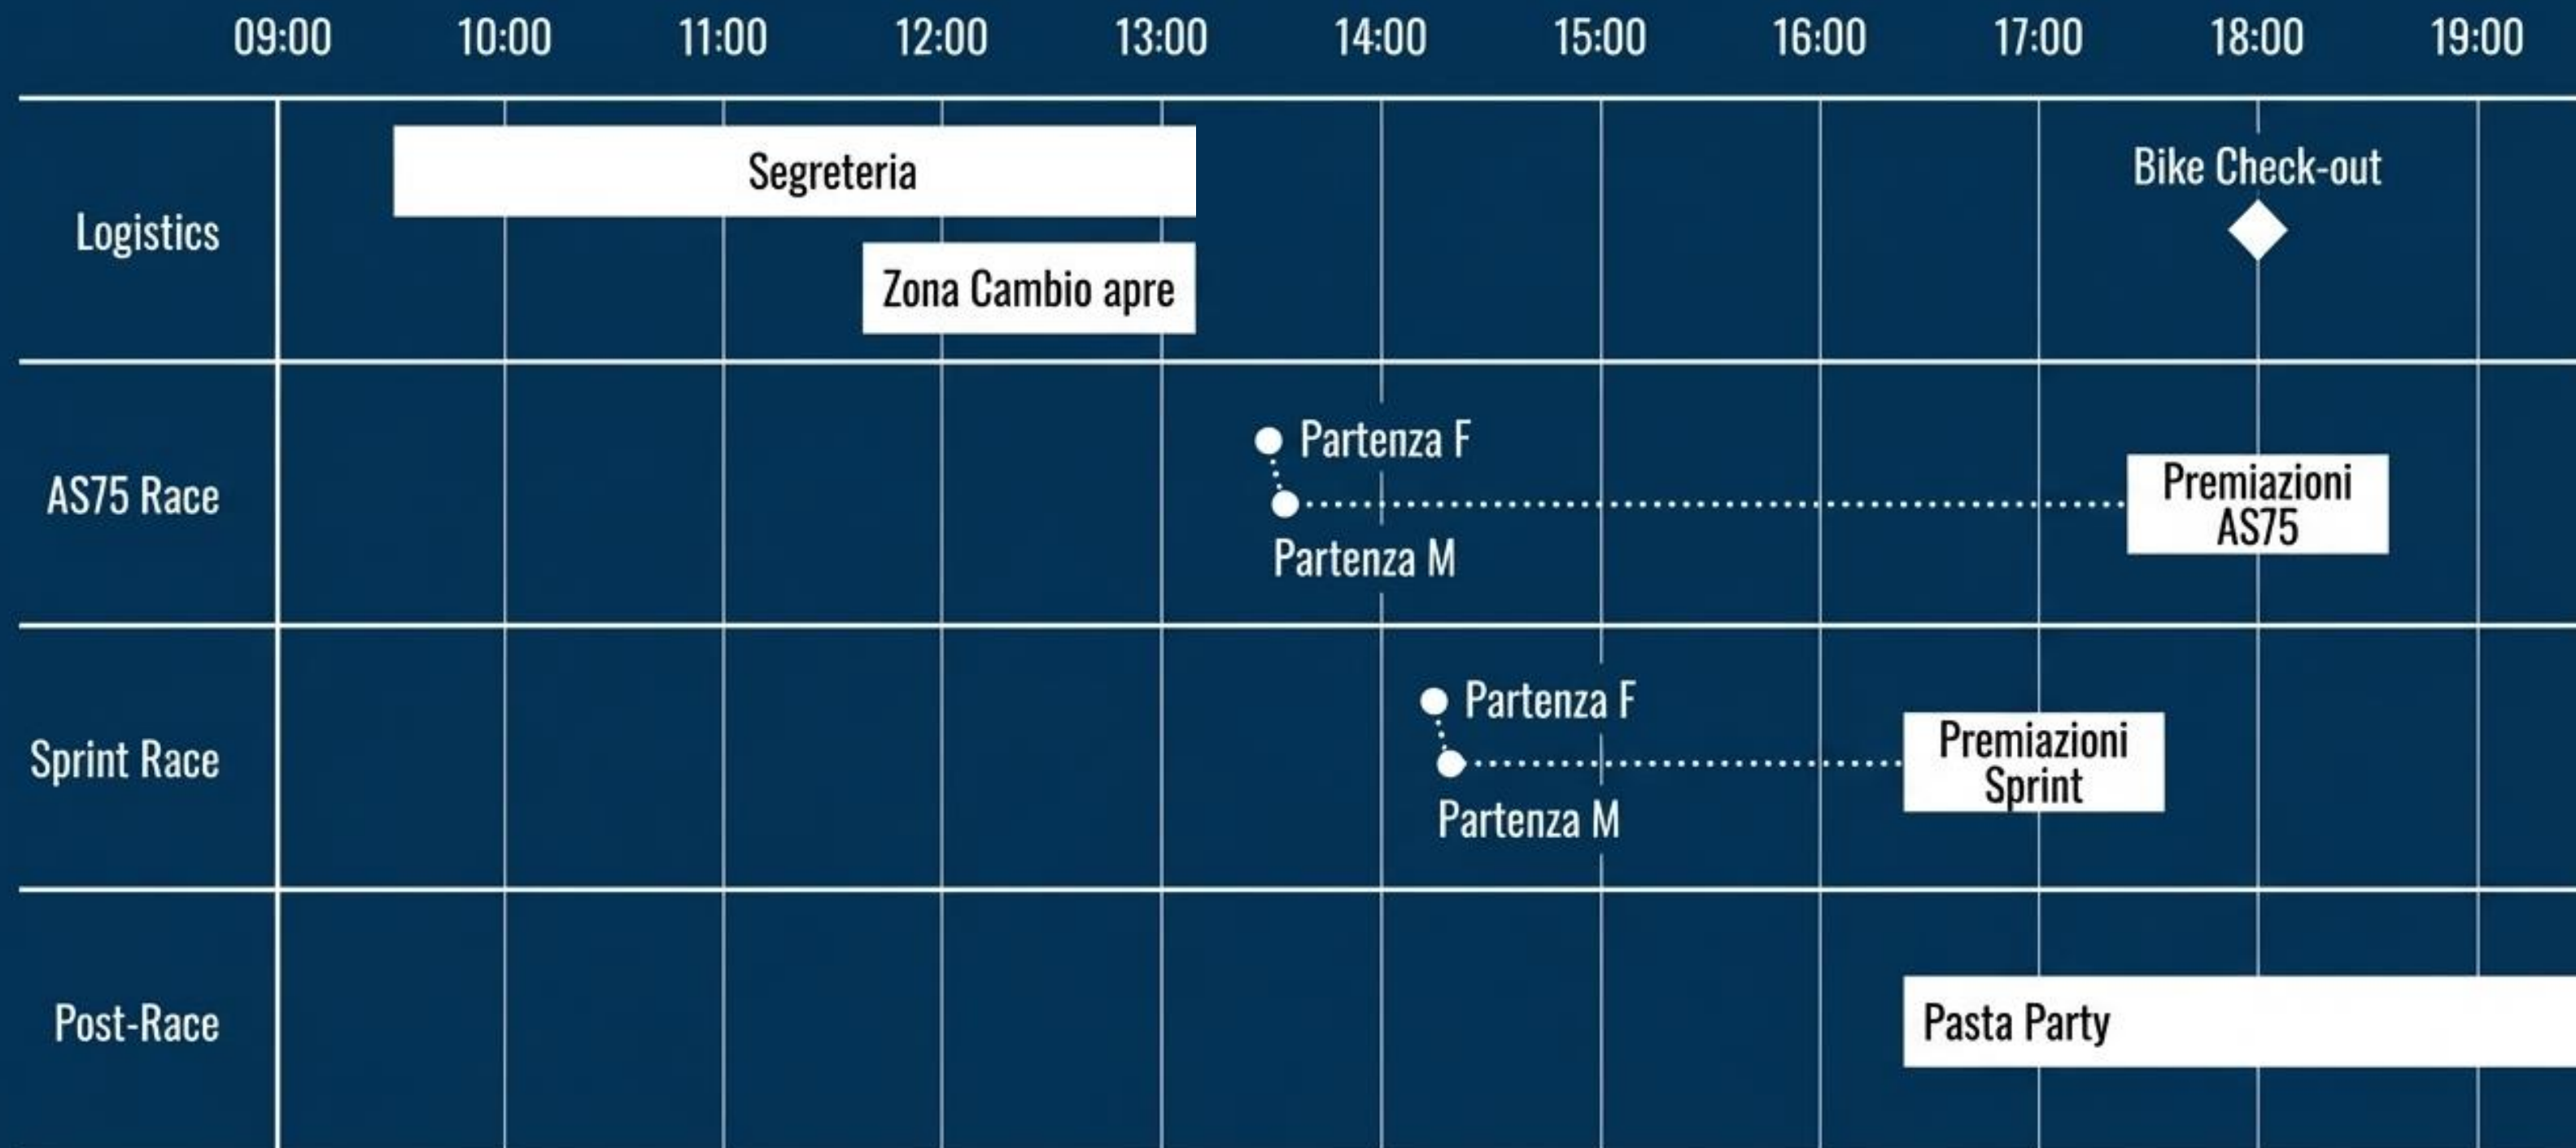 09:00 10:00 11:00 12:00 13:00 14:00 15:00 16:00 17:00 18:00 19:00
Logistics
Segreteria
Zona Cambio apre
Bike Check-out
AS75 Race
Partenza F
Partenza M
Premiazioni
AS75
Sprint Race
Partenza F
Partenza M
Premiazioni
Sprint
Post-Race
Pasta Party